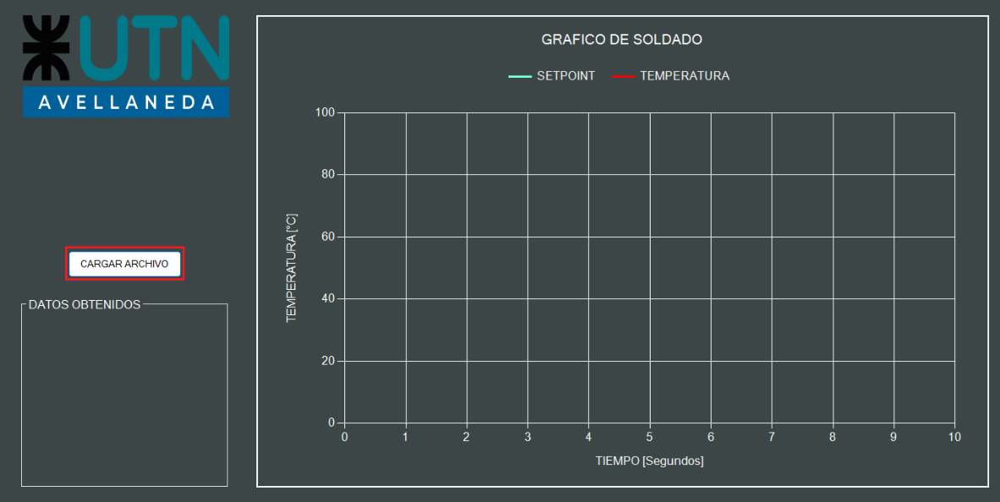 UTN
AVELLANEDA
CARGAR ARCHIVO
DATOS OBTENIDOS
GRAFICO DE SOLDADO
SETPOINT TEMPERATURA
TEMPERATURA [°C]
100
80
60
40
20
0
0 1 2 3 4 5 6 7 8 9 10
TIEMPO [Segundos]